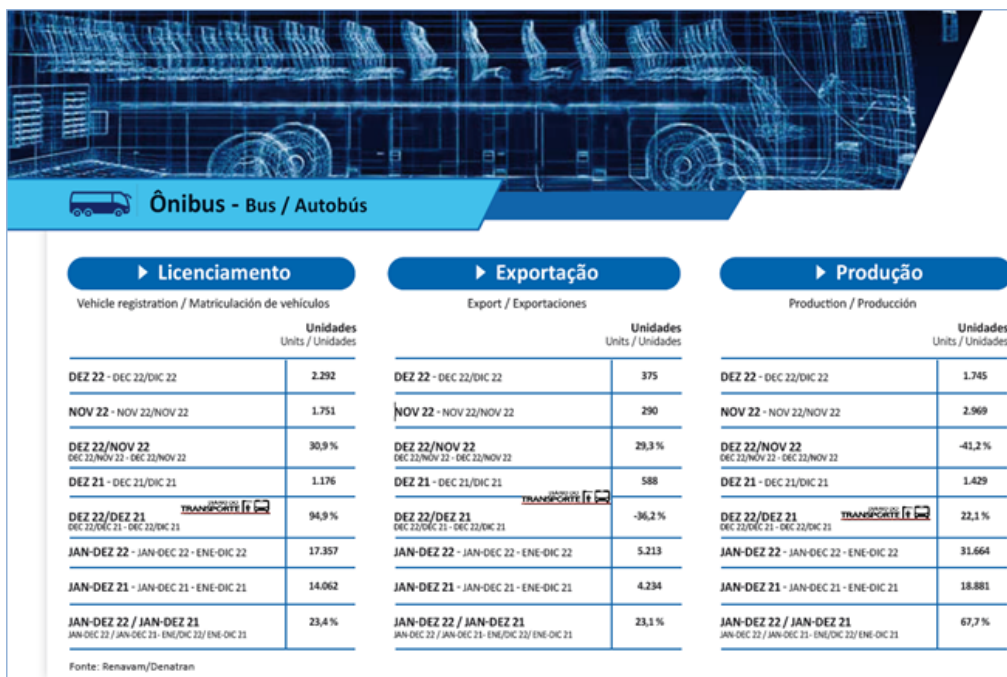 Ônibus - Bus / Autobús
Licenciamento
Vehicle registration / Matriculación de vehículos
Unidades
Units / Unidades
DEZ 22 - DEC 22/DIC 22 2.292
NOV 22 - NOV 22/NOV 22 1.751
DEZ 22/NOV 22 30,9 %
DEC 22/NOV 22 - DEC 22/NOV 22
DEZ 21 - DEC 21/DIC 21 1.176
DIÁRIO DO
TRANSPORTE
DEZ 22/DEZ 21 94,9 %
DEC 22/DEC 21 - DEC 22/DIC 21
JAN-DEZ 22 - JAN-DEC 22 - ENE-DIC 22 17.357
JAN-DEZ 21 - JAN-DEC 21 - ENE-DIC 21 14.062
JAN-DEZ 22 / JAN-DEZ 21 23,4 %
JAN-DEC 22 / JAN-DEC 21- ENE/DIC 22/ ENE-DIC 21
Fonte: Renavam/Denatran
Exportação
Export / Exportaciones
Unidades
Units / Unidades
DEZ 22 - DEC 22/DIC 22 375
NOV 22 - NOV 22/NOV 22 290
DEZ 22/NOV 22 29,3 %
DEC 22/NOV 22 - DEC 22/NOV 22
DEZ 21 - DEC 21/DIC 21 588
DIÁRIO DO
TRANSPORTE
DEZ 22/DEZ 21 -36,2 %
DEC 22/DEC 21 - DEC 22/DIC 21
JAN-DEZ 22 - JAN-DEC 22 - ENE-DIC 22 5.213
JAN-DEZ 21 - JAN-DEC 21 - ENE-DIC 21 4.234
JAN-DEZ 22 / JAN-DEZ 21 23,1 %
JAN-DEC 22 / JAN-DEC 21- ENE/DIC 22/ ENE-DIC 21
Produção
Production / Producción
Unidades
Units / Unidades
DEZ 22 - DEC 22/DIC 22 1.745
NOV 22 - NOV 22/NOV 22 2.969
DEZ 22/NOV 22 -41,2 %
DEC 22/NOV 22 - DEC 22/NOV 22
DEZ 21 - DEC 21/DIC 21 1.429
DIÁRIO DO
TRANSPORTE
DEZ 22/DEZ 21 22,1 %
DEC 22/DEC 21 - DEC 22/DIC 21
JAN-DEZ 22 - JAN-DEC 22 - ENE-DIC 22 31.664
JAN-DEZ 21 - JAN-DEC 21 - ENE-DIC 21 18.881
JAN-DEZ 22 / JAN-DEZ 21 67,7 %
JAN-DEC 22 / JAN-DEC 21- ENE/DIC 22/ ENE-DIC 21